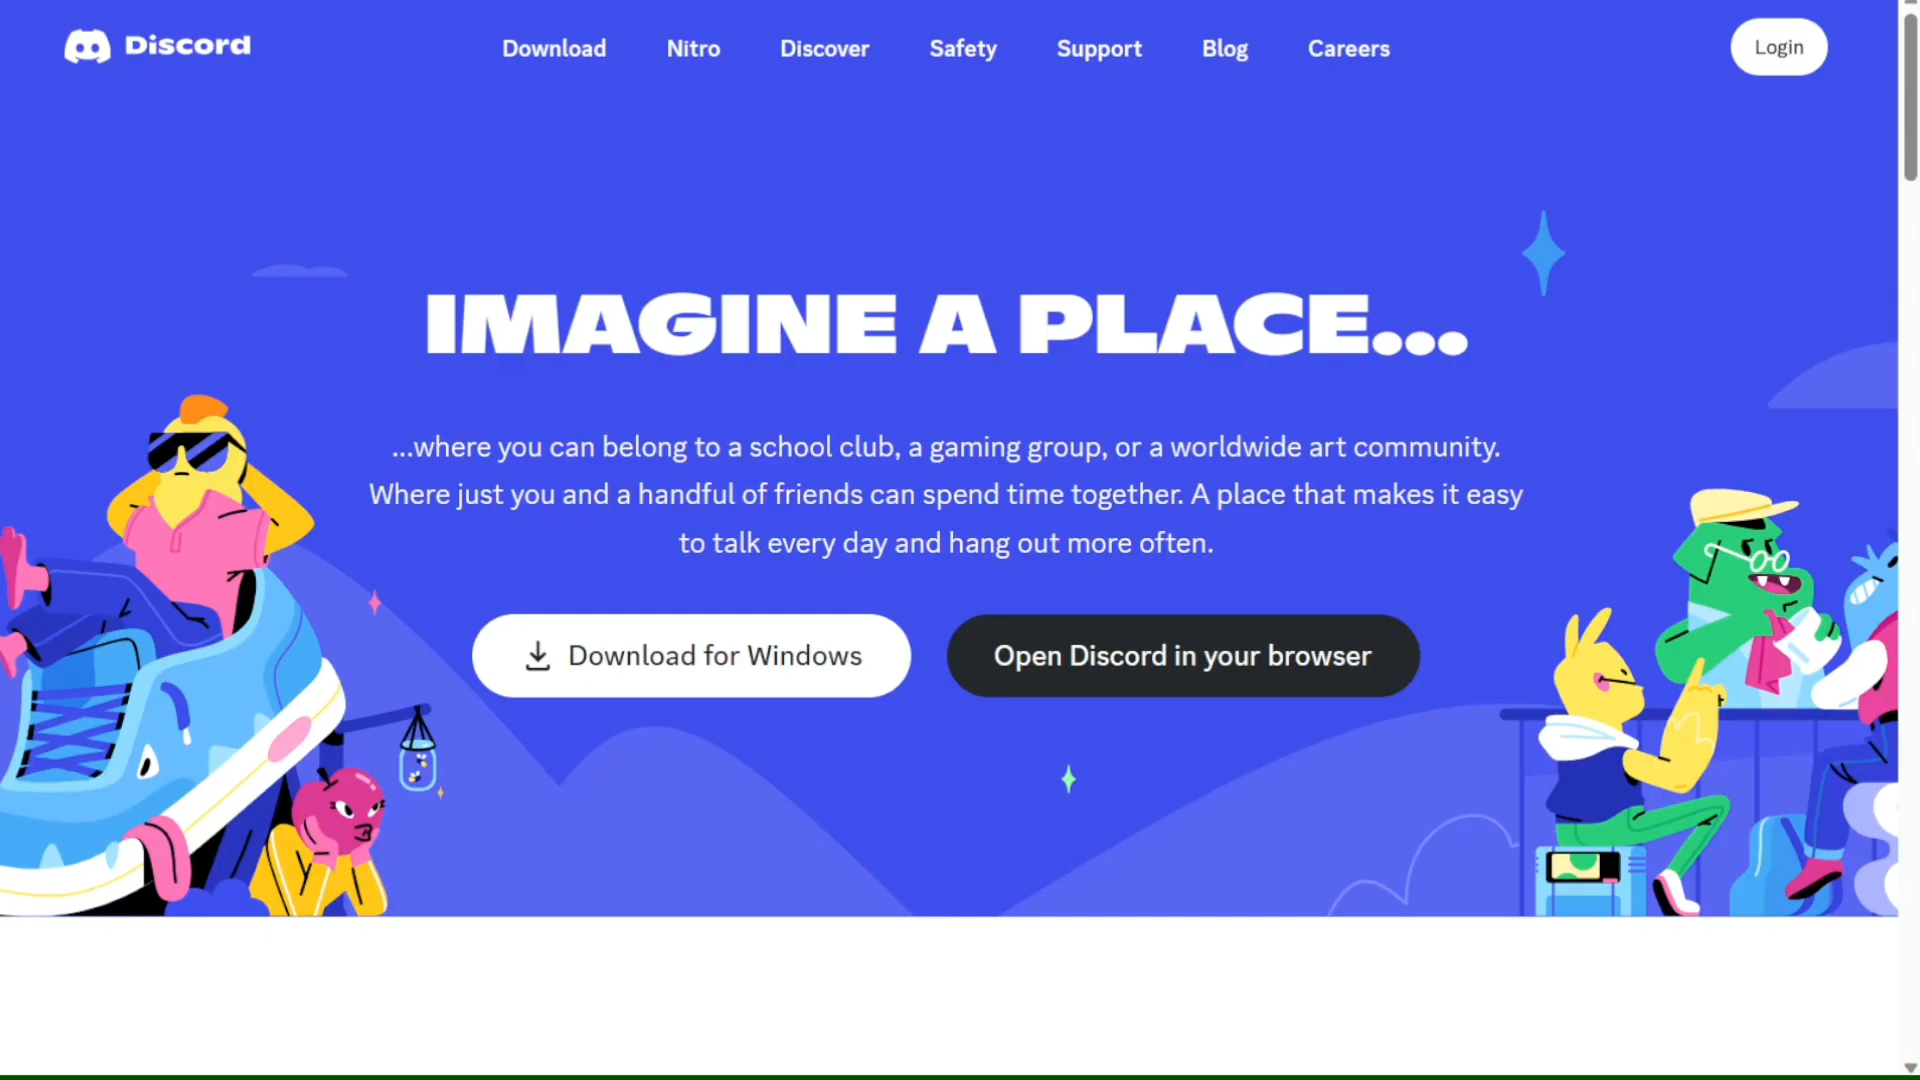 Discord
Download
Nitro
Discover
Safety
Support
Blog
Careers
Login
IMAGINE A PLACE...
...where you can belong to a school club, a gaming group, or a worldwide art community.
Where just you and a handful of friends can spend time together. A place that makes it easy
to talk every day and hang out more often.
Download for Windows
Open Discord in your browser